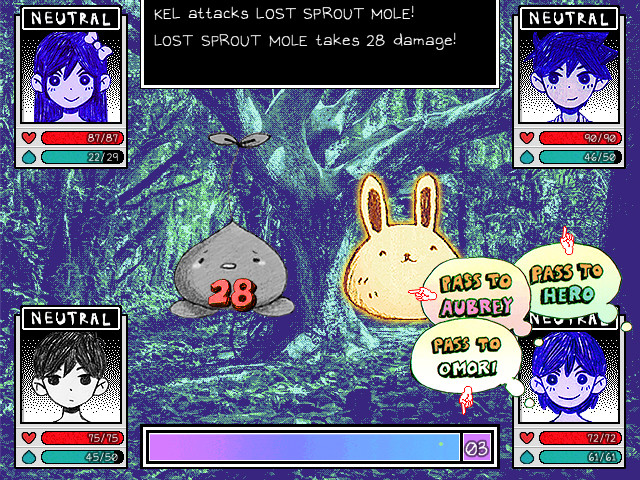 KEL attacks LOST SPROUT MOLE!
LOST SPROUT MOLE takes 28 damage!
NEUTRAL
87/87
22/29
NEUTRAL
90/90
46/50
28
PASS TO
AUBREY
PASS TO
HERO
PASS TO
OMORI
NEUTRAL
75/75
45/50
NEUTRAL
72/72
61/61
03